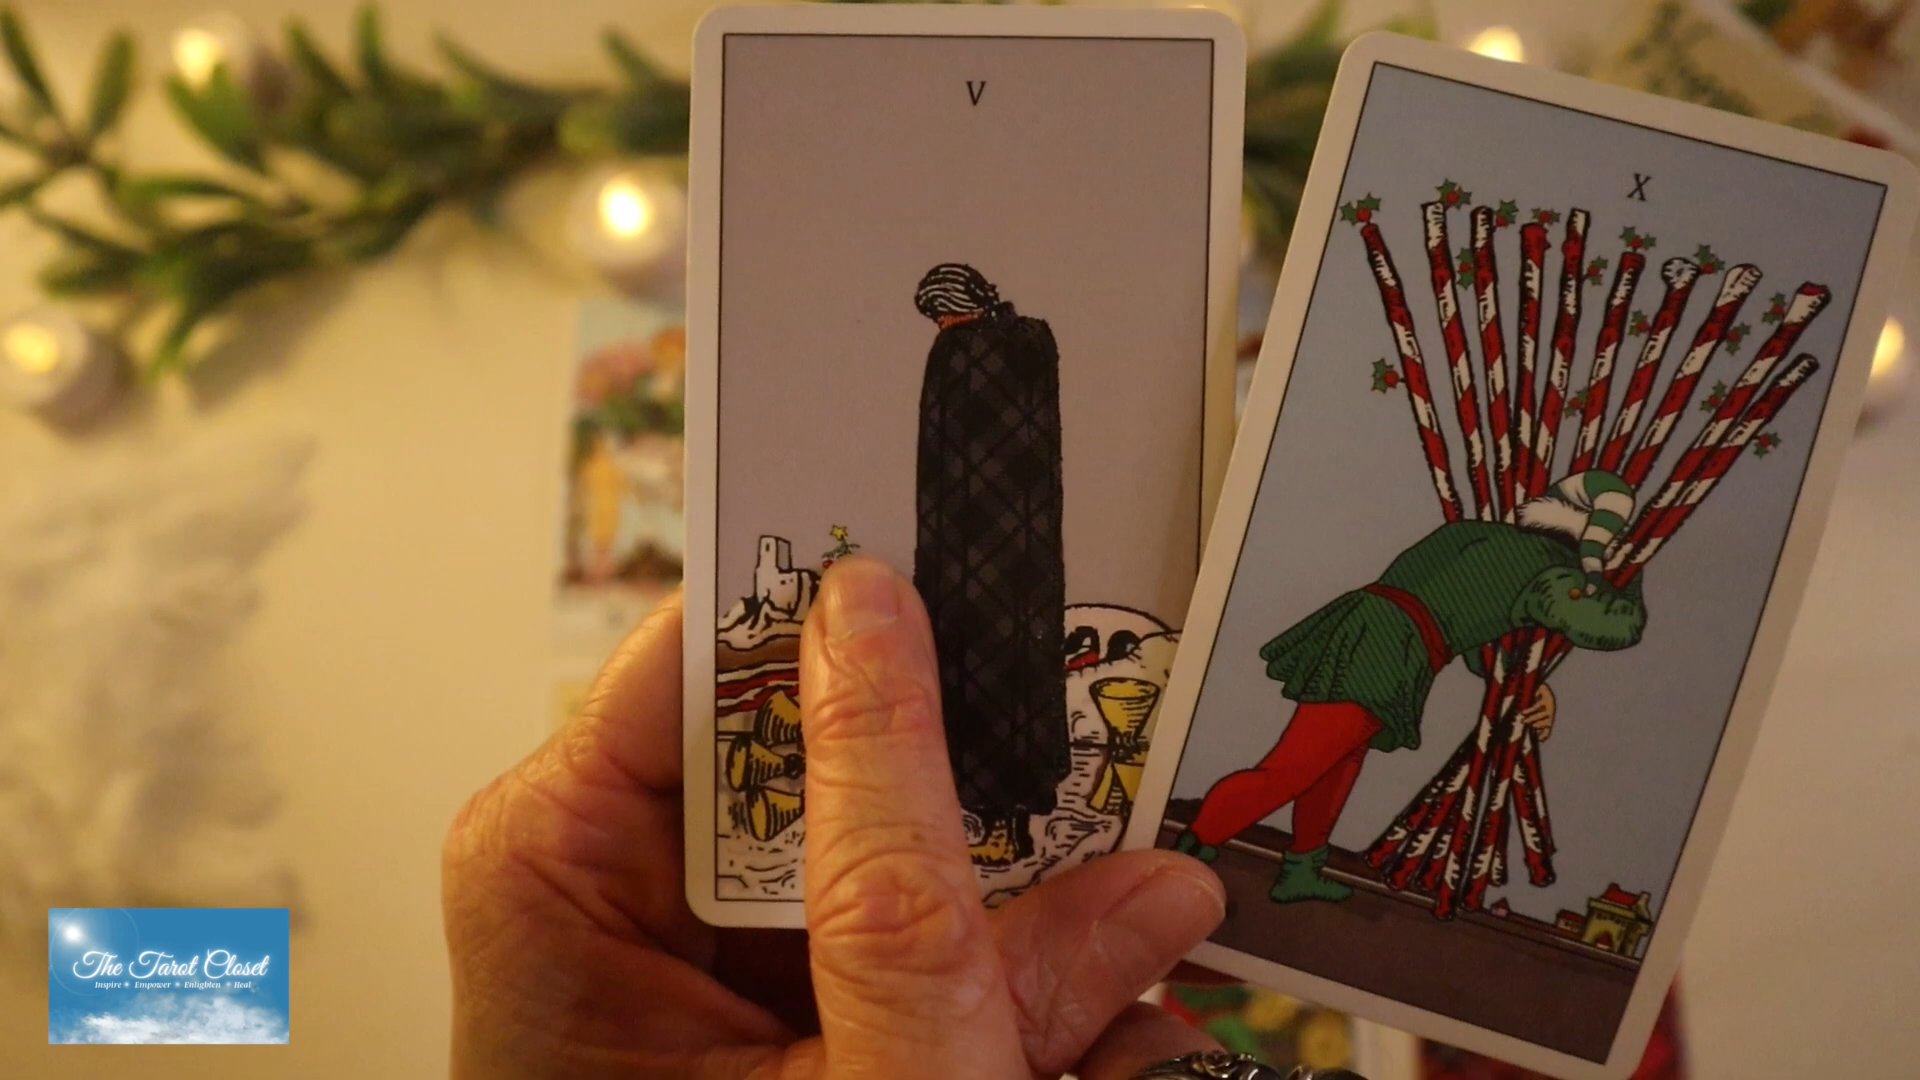 V
X
The Tarot Closet
Inspire * Empower * Enlighten * Heal